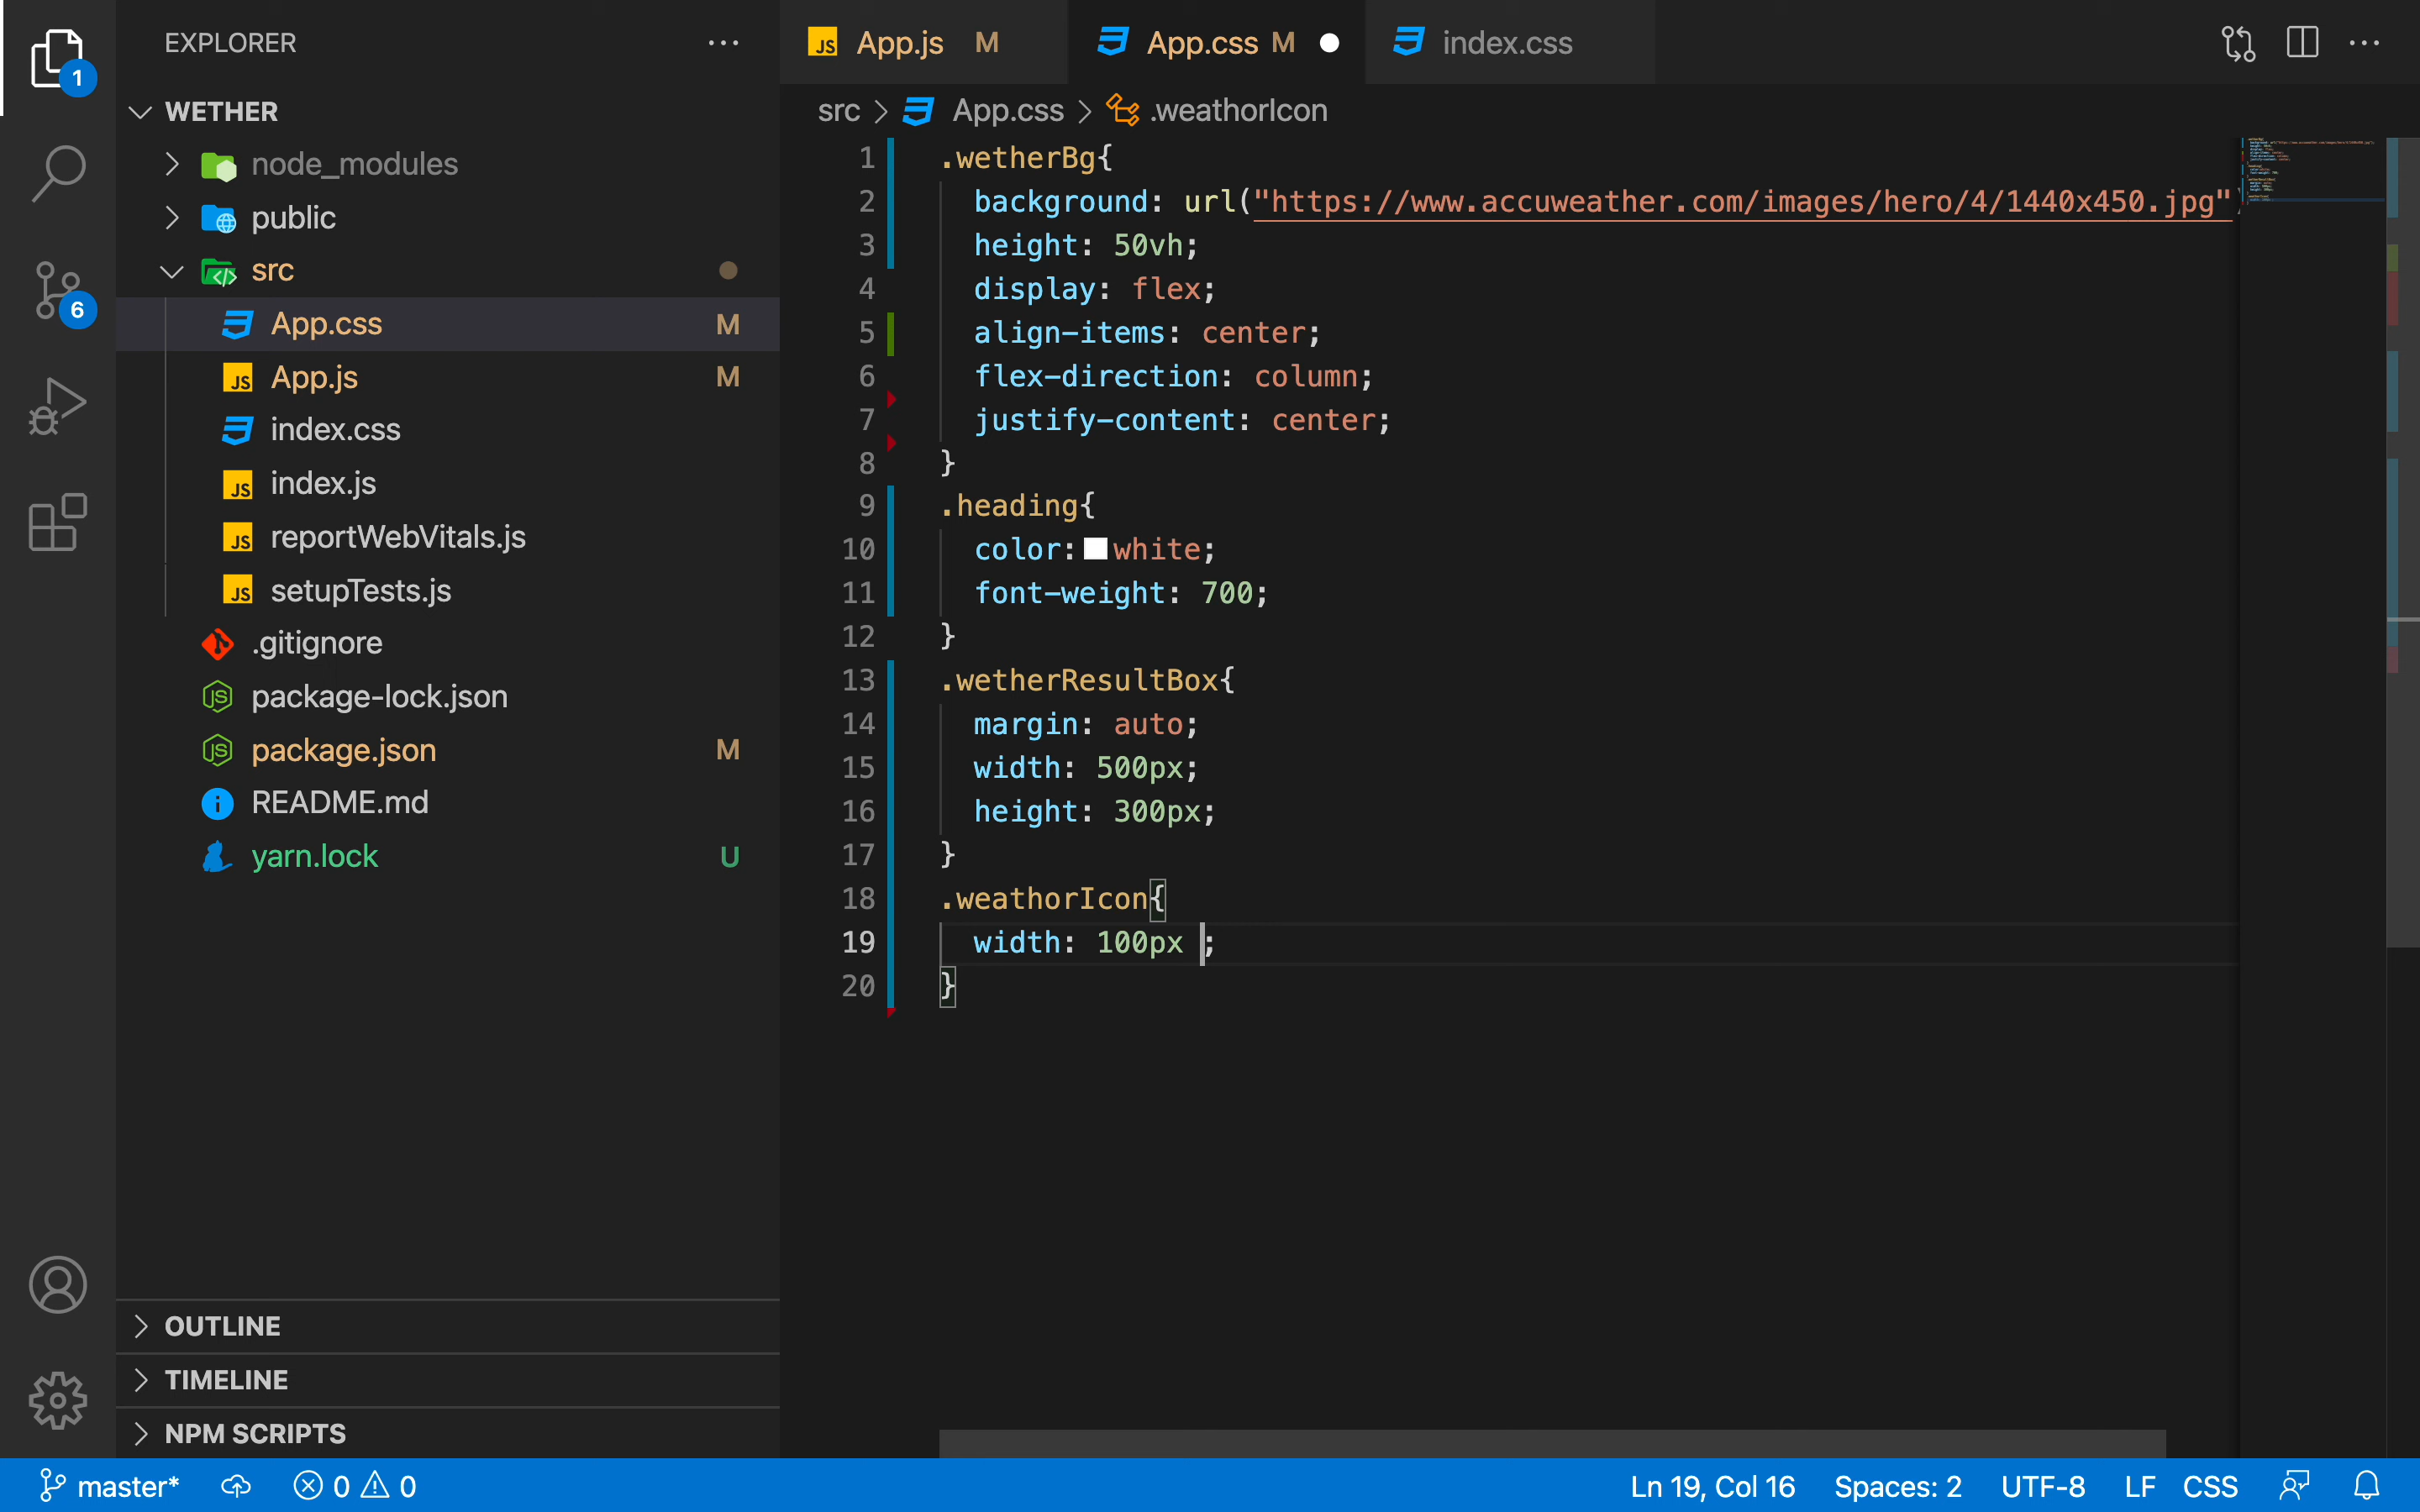 EXPLORER
1
WETHER
node_modules
public
src
App.css M
App.js M
index.css
index.js
reportWebVitals.js
setupTests.js
.gitignore
package-lock.json
package.json M
README.md
yarn.lock U
6
OUTLINE
TIMELINE
NPM SCRIPTS
JS App.js M
App.css M
index.css
src > App.css > .weathorIcon
1 .wetherBg{
2 background: url("https://www.accuweather.com/images/hero/4/1440x450.jpg"
3 height: 50vh;
4 display: flex;
5 align-items: center;
6 flex-direction: column;
7 justify-content: center;
8 }
9 .heading{
10 color: white;
11 font-weight: 700;
12 }
13 .wetherResultBox{
14 margin: auto;
15 width: 500px;
16 height: 300px;
17 }
18 .weathorIcon{
19 width: 100px ;
20 }
master* 0 0 Ln 19, Col 16 Spaces: 2 UTF-8 LF CSS